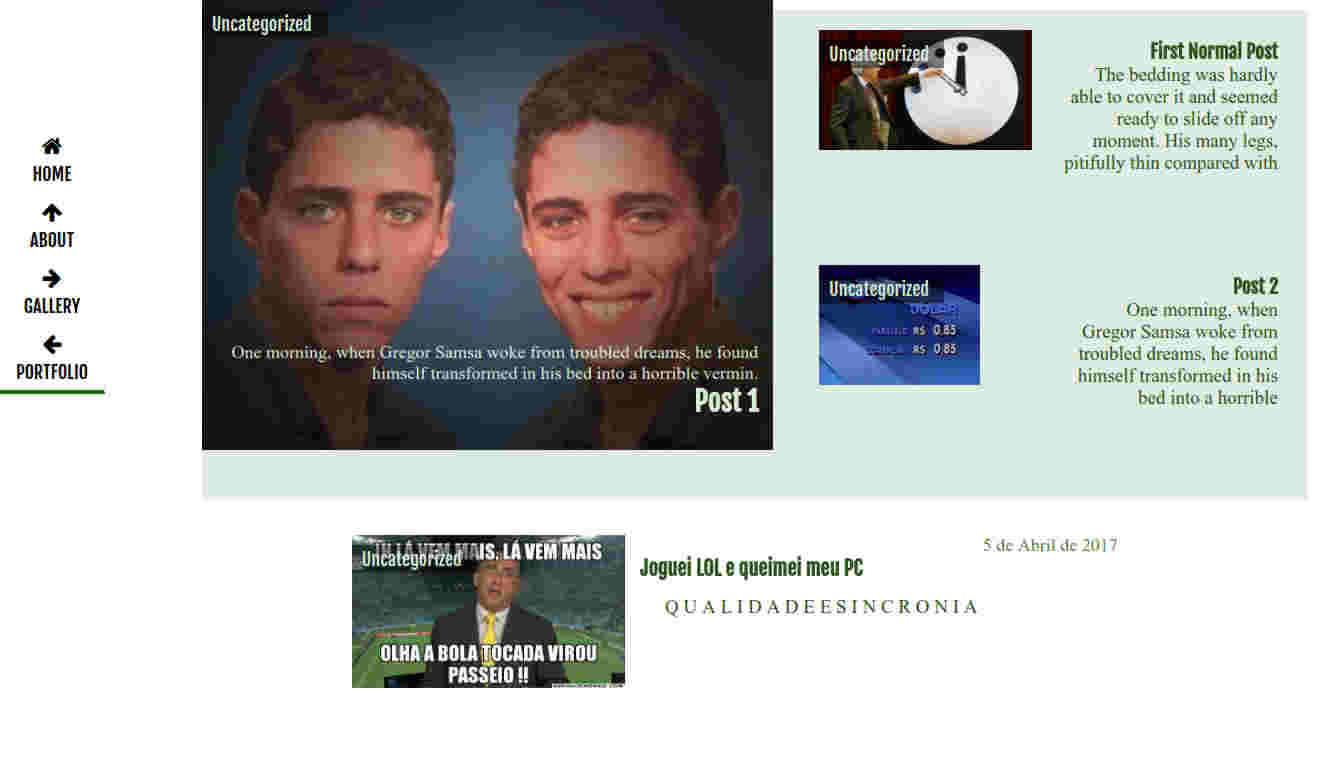 HOME
ABOUT
GALLERY
PORTFOLIO
Uncategorized
One morning, when Gregor Samsa woke from troubled dreams, he found
himself transformed in his bed into a horrible vermin.
Post 1
Uncategorized
First Normal Post
The bedding was hardly
able to cover it and seemed
ready to slide off any
moment. His many legs,
pitifully thin compared with
Uncategorized
DOLAR
R$ 0,85
R$ 0,85
Post 2
One morning, when
Gregor Samsa woke from
troubled dreams, he found
himself transformed in his
bed into a horrible
Uncategorized
LÁ VEM MAIS, LÁ VEM MAIS
OLHA A BOLA TOCADA VIROU
PASSEIO !!
Joguei LOL e queimei meu PC
5 de Abril de 2017
Q U A L I D A D E E S I N C R O N I A